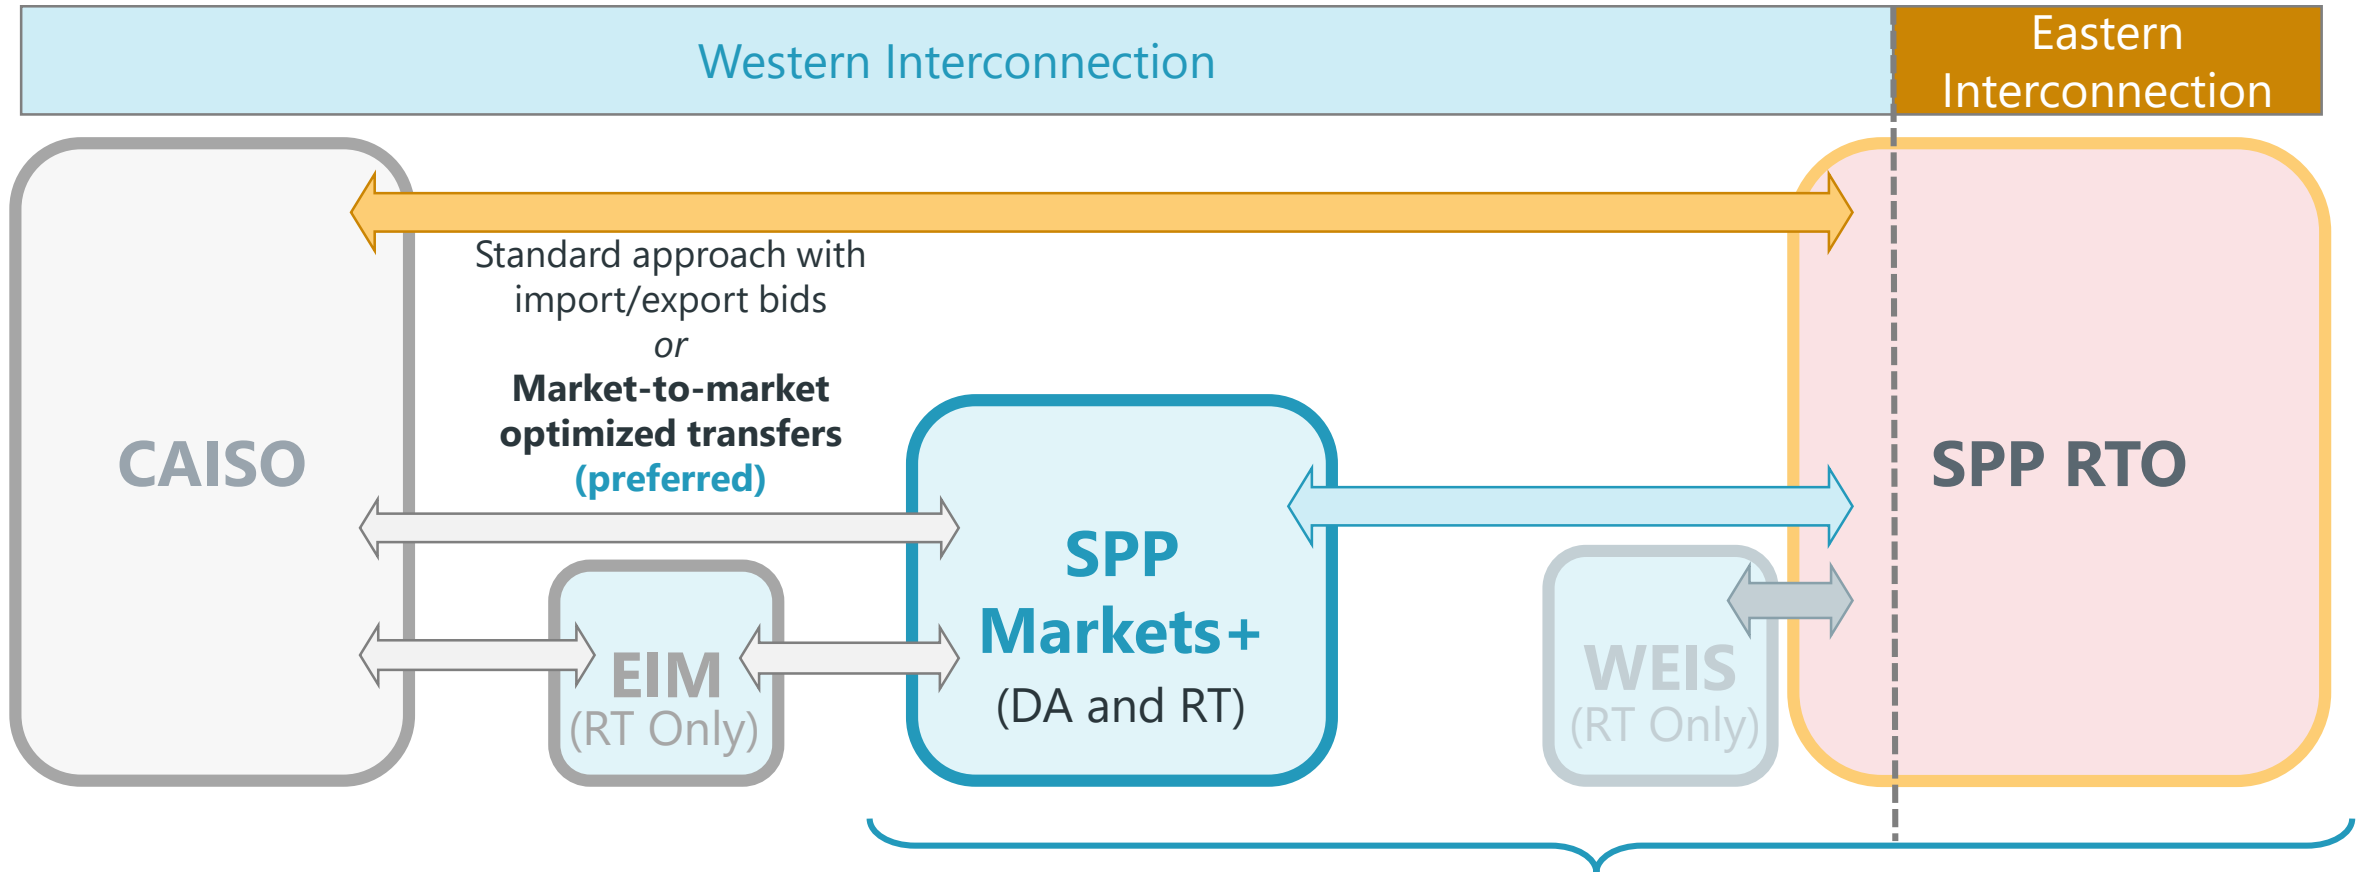 Western Interconnection
Eastern
Interconnection
Standard approach with
import/export bids
or
Market-to-market
optimized transfers
(preferred)
CAISO
SPP RTO
SPP
Markets+
(DA and RT)
EIM
(RT Only)
WEIS
(RT Only)